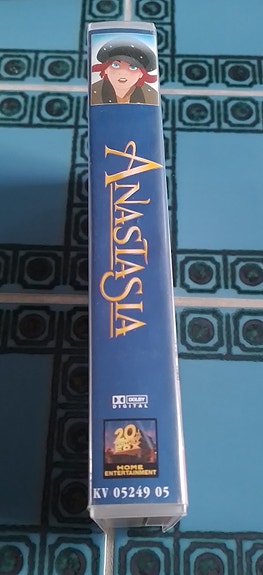 ANASTASIA
DOLBY
DIGITAL
20th
CENTURY
FOX
HOME
ENTERTAINMENT
KV 05249 05